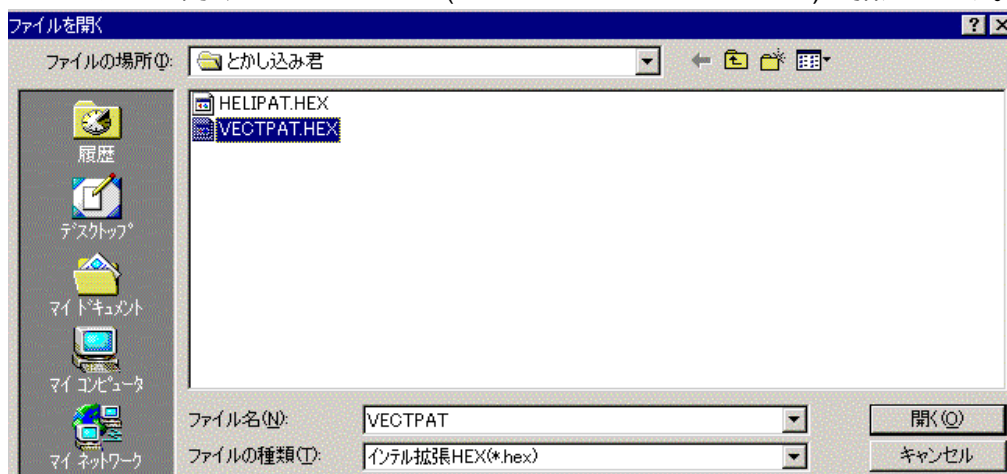 ファイルを開く
ファイルの場所(I):
とかし込み君
HELIPAT.HEX
VECTPAT.HEX
履歴
デスクトップ
マイ ドキュメント
マイ コンピュータ
マイ ネットワーク
ファイル名(N):
VECTPAT
開く(O)
ファイルの種類(T):
インテル拡張HEX(*.hex)
キャンセル